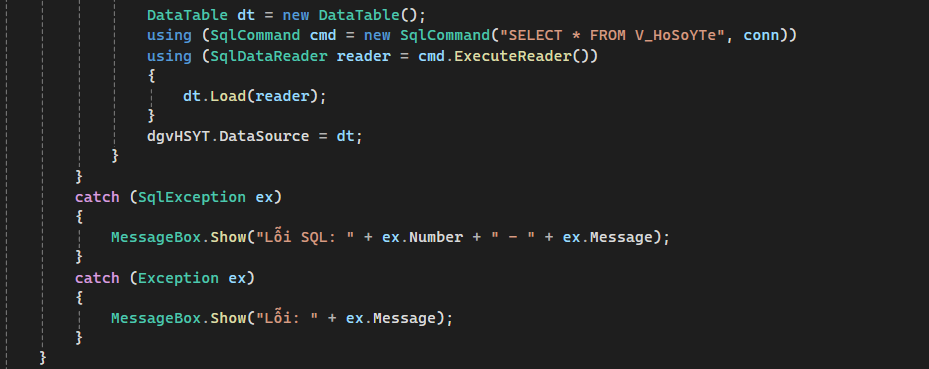 DataTable dt = new DataTable();
using (SqlCommand cmd = new SqlCommand("SELECT * FROM V_HoSoYTe", conn))
using (SqlDataReader reader = cmd.ExecuteReader())
{
dt.Load(reader);
}
dgvHSYT.DataSource = dt;
}
}
catch (SqlException ex)
{
MessageBox.Show("Lỗi SQL: " + ex.Number + " - " + ex.Message);
}
catch (Exception ex)
{
MessageBox.Show("Lỗi: " + ex.Message);
}
}